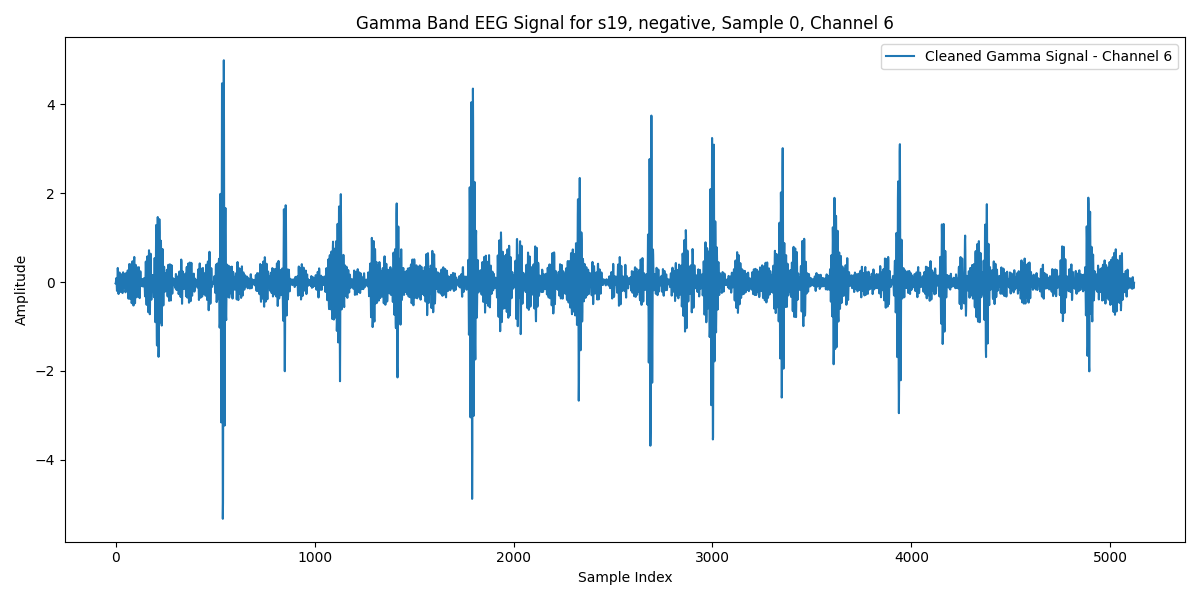 Gamma Band EEG Signal for s19, negative, Sample 0, Channel 6
Cleaned Gamma Signal - Channel 6
Amplitude
4
2
0
−2
−4
0 1000 2000 3000 4000 5000
Sample Index